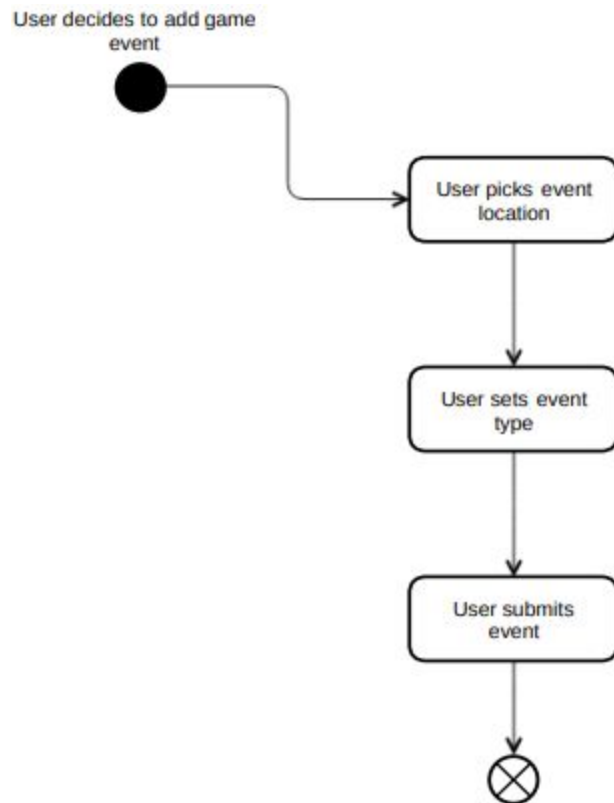 User decides to add game
event
User picks event
location
User sets event
type
User submits
event